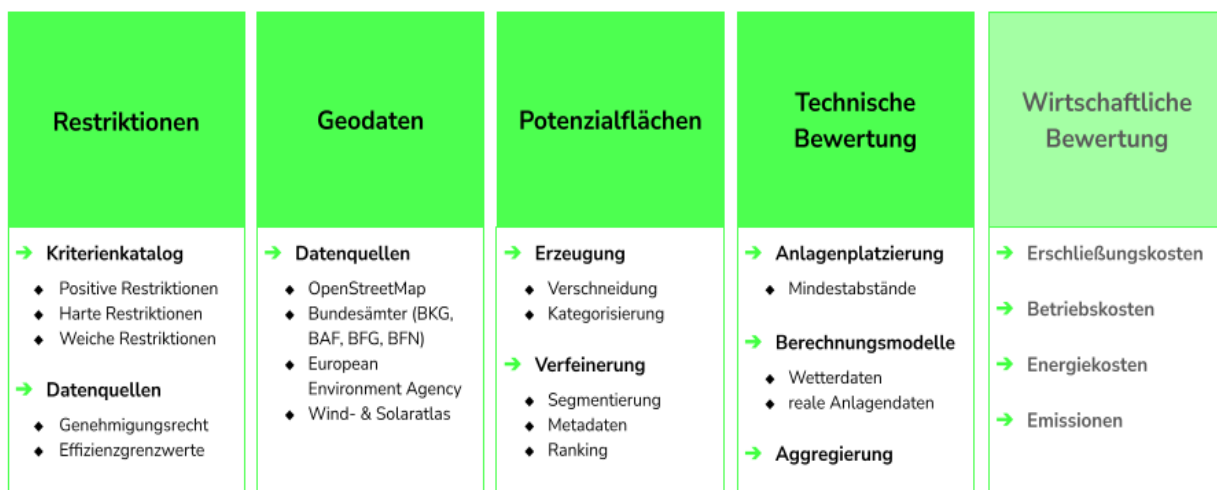 Restriktionen
➔ Kriterienkatalog
◆ Positive Restriktionen
◆ Harte Restriktionen
◆ Weiche Restriktionen
➔ Datenquellen
◆ Genehmigungsrecht
◆ Effizienzgrenzwerte
Geodaten
➔ Datenquellen
◆ OpenStreetMap
◆ Bundesämter (BKG,
BAF, BFG, BFN)
◆ European
Environment Agency
◆ Wind- & Solaratlas
Potenzialflächen
➔ Erzeugung
◆ Verschneidung
◆ Kategorisierung
➔ Verfeinerung
◆ Segmentierung
◆ Metadaten
◆ Ranking
Technische
Bewertung
➔ Anlagenplatzierung
◆ Mindestabstände
➔ Berechnungsmodelle
◆ Wetterdaten
◆ reale Anlagendaten
➔ Aggregierung
Wirtschaftliche
Bewertung
➔ Erschließungskosten
➔ Betriebskosten
➔ Energiekosten
➔ Emissionen